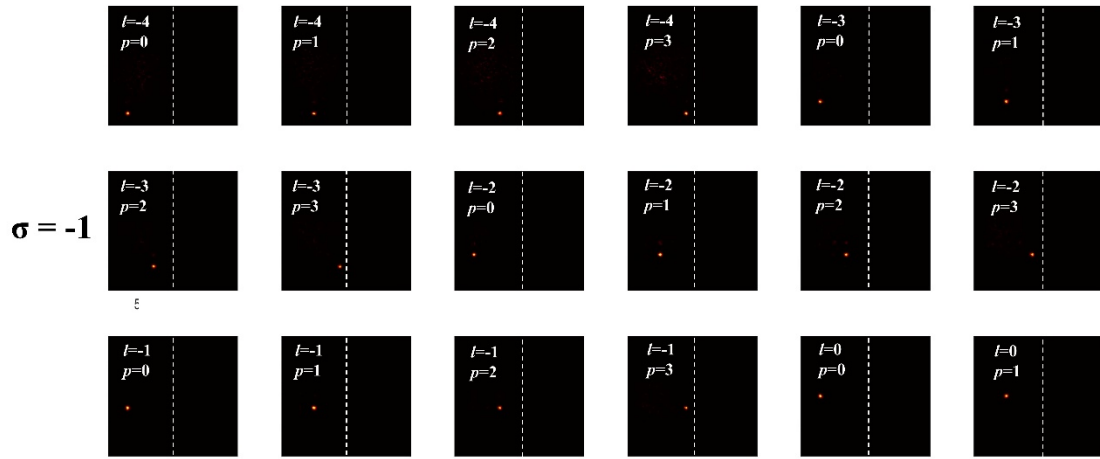 l=-4
p=0
l=-4
p=1
l=-4
p=2
l=-4
p=3
l=-3
p=0
l=-3
p=1
σ = -1
l=-3
p=2
l=-3
p=3
l=-2
p=0
l=-2
p=1
l=-2
p=2
l=-2
p=3
l=-1
p=0
l=-1
p=1
l=-1
p=2
l=-1
p=3
l=0
p=0
l=0
p=1